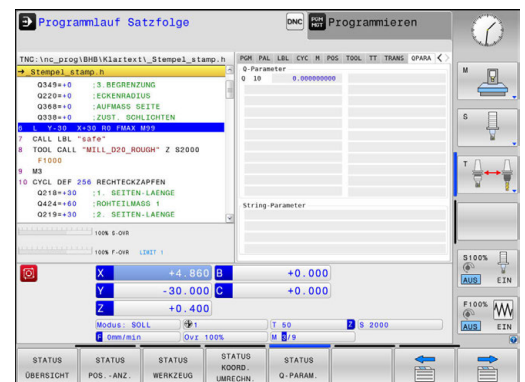 Programmlauf Satzfolge
DNC
PGM MGT
Programmieren
TNC:\nc_prog\BHB\Klartext\_Stempel_stamp.h
→_Stempel_stamp.h
Q349=+0 ;3.BEGRENZUNG
Q220=+0 ;ECKENRADIUS
Q368=+0 ;AUFMASS SEITE
Q338=+0 ;ZUST. SCHLICHTEN
6 L Y-30 X+30 R0 FMAX M99
7 CALL LBL "safe"
8 TOOL CALL "MILL_D20_ROUGH" Z S2000
F1000
9 M3
10 CYCL DEF 256 RECHTECKZAPFEN
Q218=+30 ;1. SEITEN-LAENGE
Q424=+60 ;ROHTEILMASS 1
Q219=+30 ;2. SEITEN-LAENGE
PGM PAL LBL CYC M POS TOOL TT TRANS QPARA
Q-Parameter
Q 10 0.000000000
String-Parameter
100% S-OVR
100% F-OVR LIMIT 1
X +4.860 B +0.000
Y -30.000 C +0.000
Z +0.400
Modus: SOLL 1 T 50 Z S 2000
F 0mm/min Ovr 100% M 5/9
M
S
T
S100%
AUS EIN
F100%
AUS EIN
STATUS ÜBERSICHT
STATUS POS.-ANZ.
STATUS WERKZEUG
STATUS KOORD. UMRECHN.
STATUS Q-PARAM.